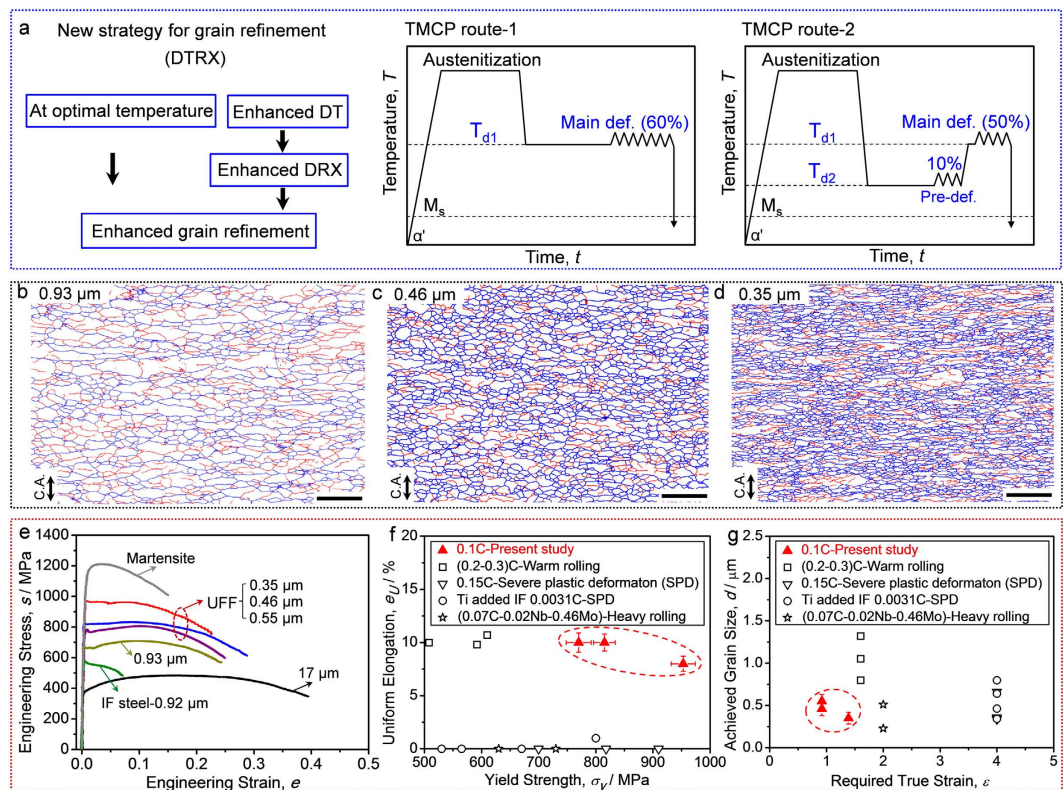 a
New strategy for grain refinement
(DTRX)
At optimal temperature
Enhanced DT
Enhanced DRX
Enhanced grain refinement
TMCP route-1
Temperature, T
Austenitization
T_d1
Main def. (60%)
M_s
α'
Time, t
TMCP route-2
Temperature, T
Austenitization
T_d1
Main def. (50%)
T_d2
10%
Pre-def.
M_s
α'
Time, t
b
0.93 µm
C.A.
c
0.46 µm
C.A.
d
0.35 µm
C.A.
e
Engineering Stress, s / MPa
1400
1200
1000
800
600
400
200
0
Martensite
UFF
0.35 µm
0.46 µm
0.55 µm
0.93 µm
17 µm
IF steel-0.92 µm
0.0 0.1 0.2 0.3 0.4 0.5
Engineering Strain, e
f
Uniform Elongation, e_U / %
20
15
10
5
0
0.1C-Present study
(0.2-0.3)C-Warm rolling
0.15C-Severe plastic deformaton (SPD)
Ti added IF 0.0031C-SPD
(0.07C-0.02Nb-0.46Mo)-Heavy rolling
500 600 700 800 900 1000
Yield Strength, σ_y / MPa
g
Achieved Grain Size, d / µm
2.5
2.0
1.5
1.0
0.5
0.0
0.1C-Present study
(0.2-0.3)C-Warm rolling
0.15C-Severe plastic deformaton (SPD)
Ti added IF 0.0031C-SPD
(0.07C-0.02Nb-0.46Mo)-Heavy rolling
0 1 2 3 4 5
Required True Strain, ε